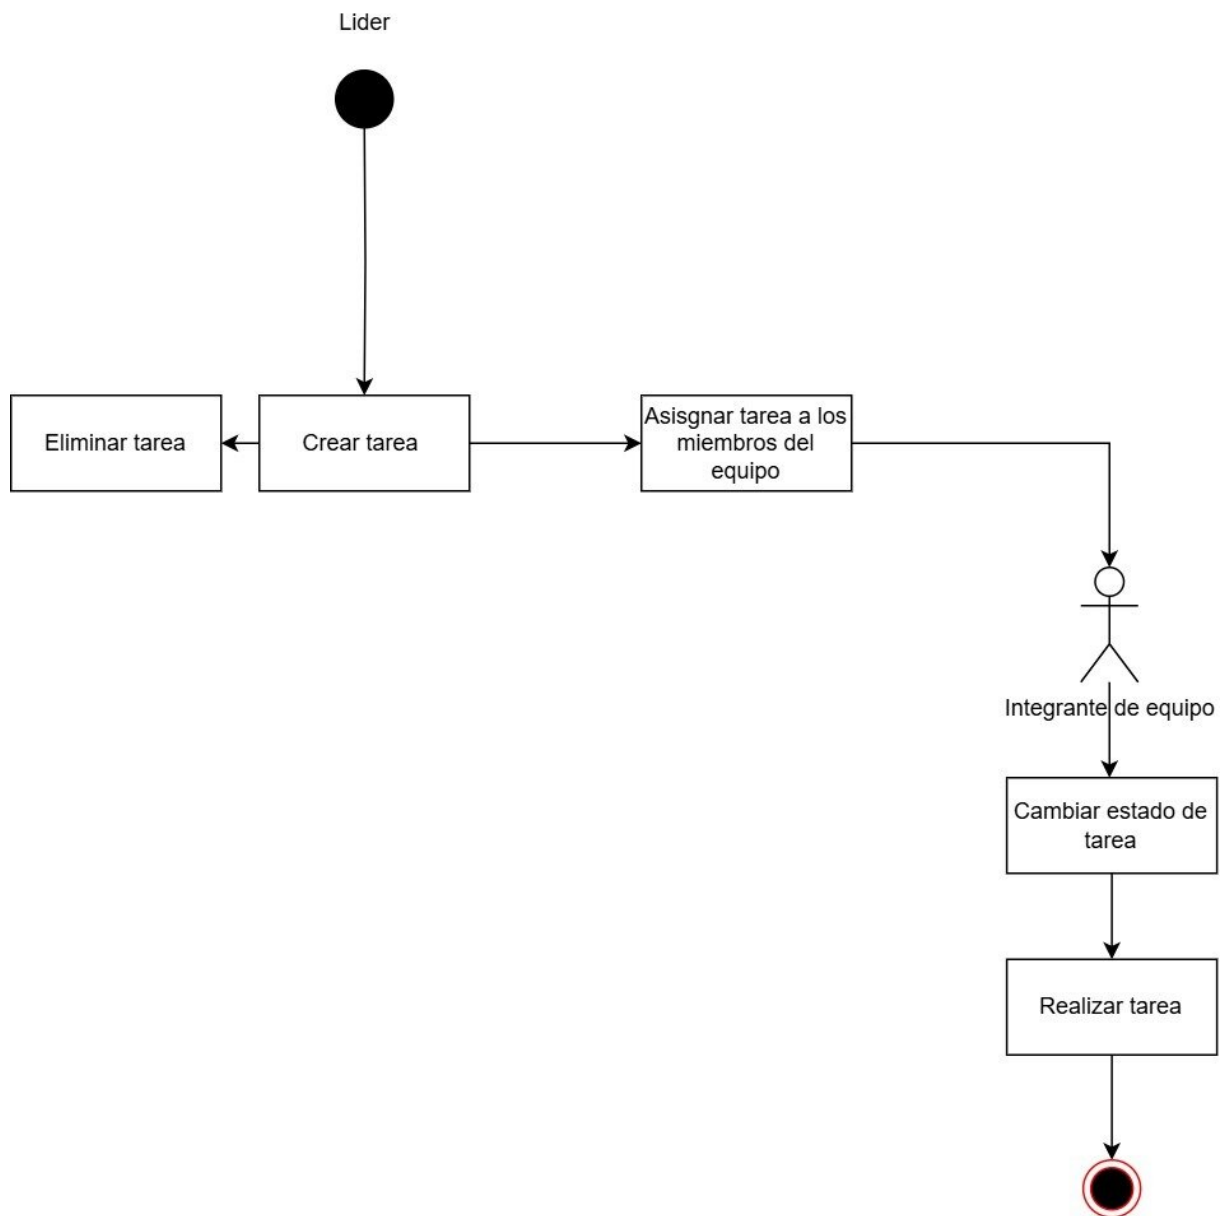 Lider
Eliminar tarea
Crear tarea
Asisgnar tarea a los
miembros del
equipo
Integrante de equipo
Cambiar estado de
tarea
Realizar tarea